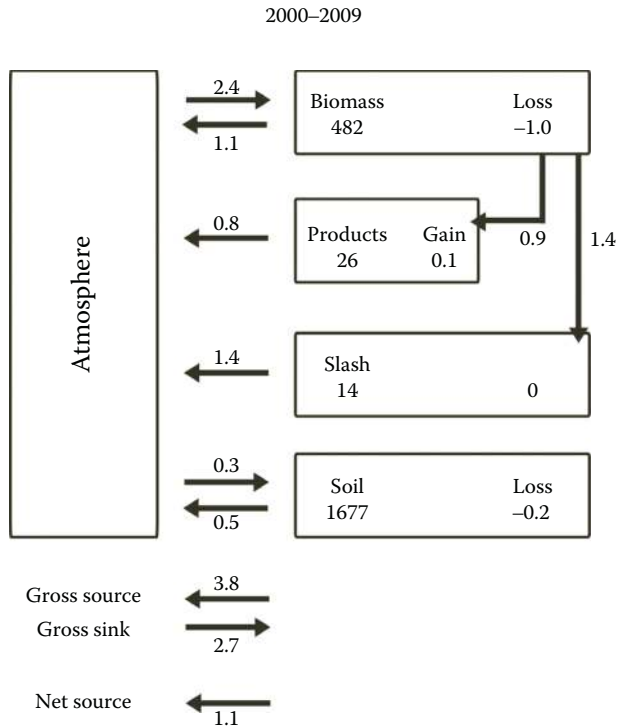 2000–2009
Atmosphere
2.4
1.1
Biomass Loss
482 –1.0
0.8
Products Gain
26 0.1
0.9
1.4
1.4
Slash
14 0
0.3
0.5
Soil Loss
1677 –0.2
Gross source 3.8
Gross sink 2.7
Net source 1.1